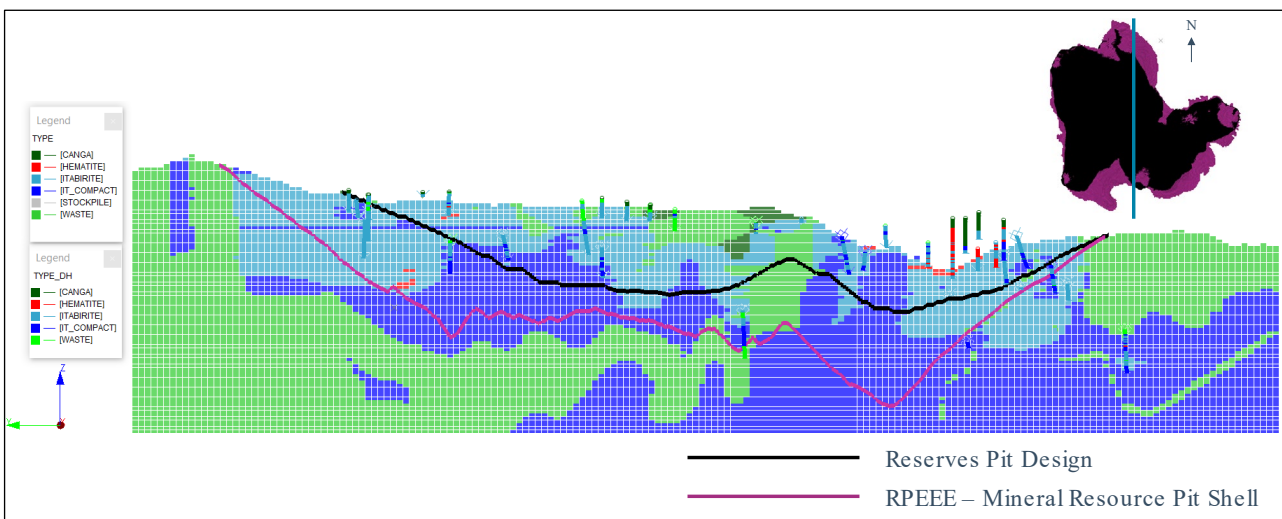 N
Legend
TYPE
[CANGA]
[HEMATITE]
[ITABIRITE]
[IT_COMPACT]
[STOCKPILE]
[WASTE]
Legend
TYPE_DH
[CANGA]
[HEMATITE]
[ITABIRITE]
[IT_COMPACT]
[WASTE]
Z
Y
X
Reserves Pit Design
RPEEE – Mineral Resource Pit Shell